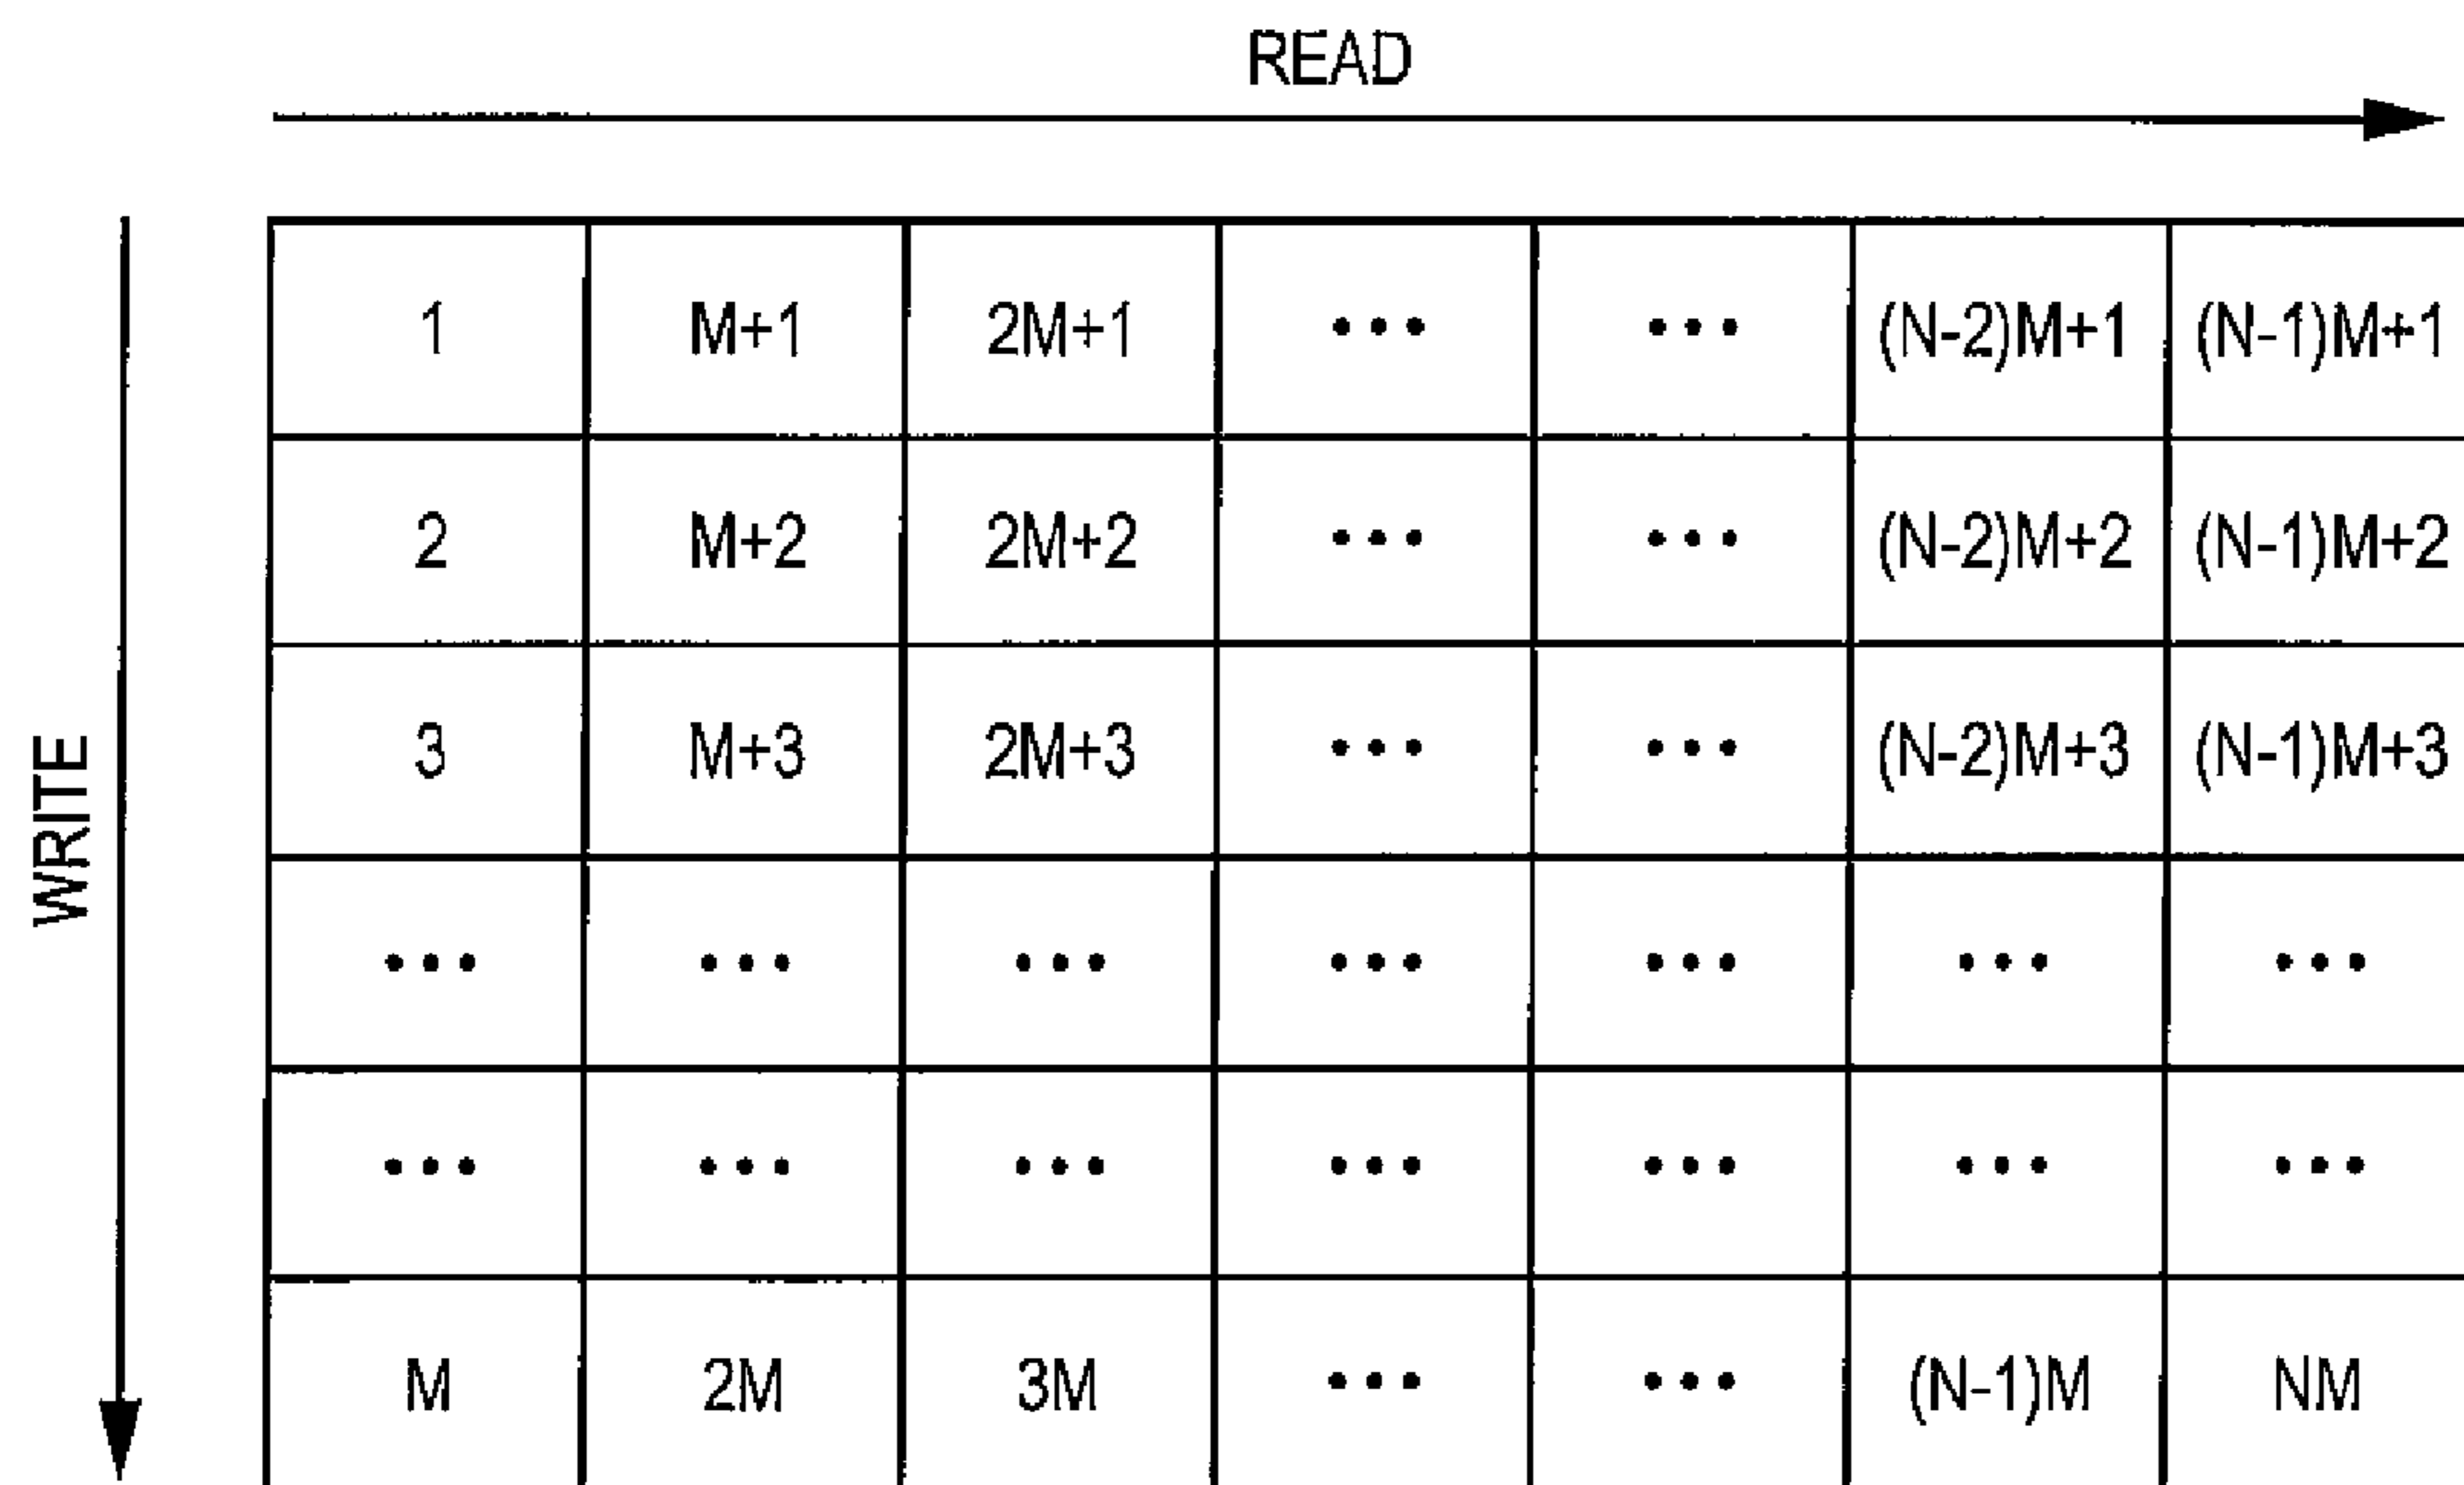 READ
WRITE
1 M+1 2M+1 ••• ••• (N-2)M+1 (N-1)M+1
2 M+2 2M+2 ••• ••• (N-2)M+2 (N-1)M+2
3 M+3 2M+3 ••• ••• (N-2)M+3 (N-1)M+3
••• ••• ••• ••• ••• ••• •••
••• ••• ••• ••• ••• ••• •••
M 2M 3M ••• ••• (N-1)M NM